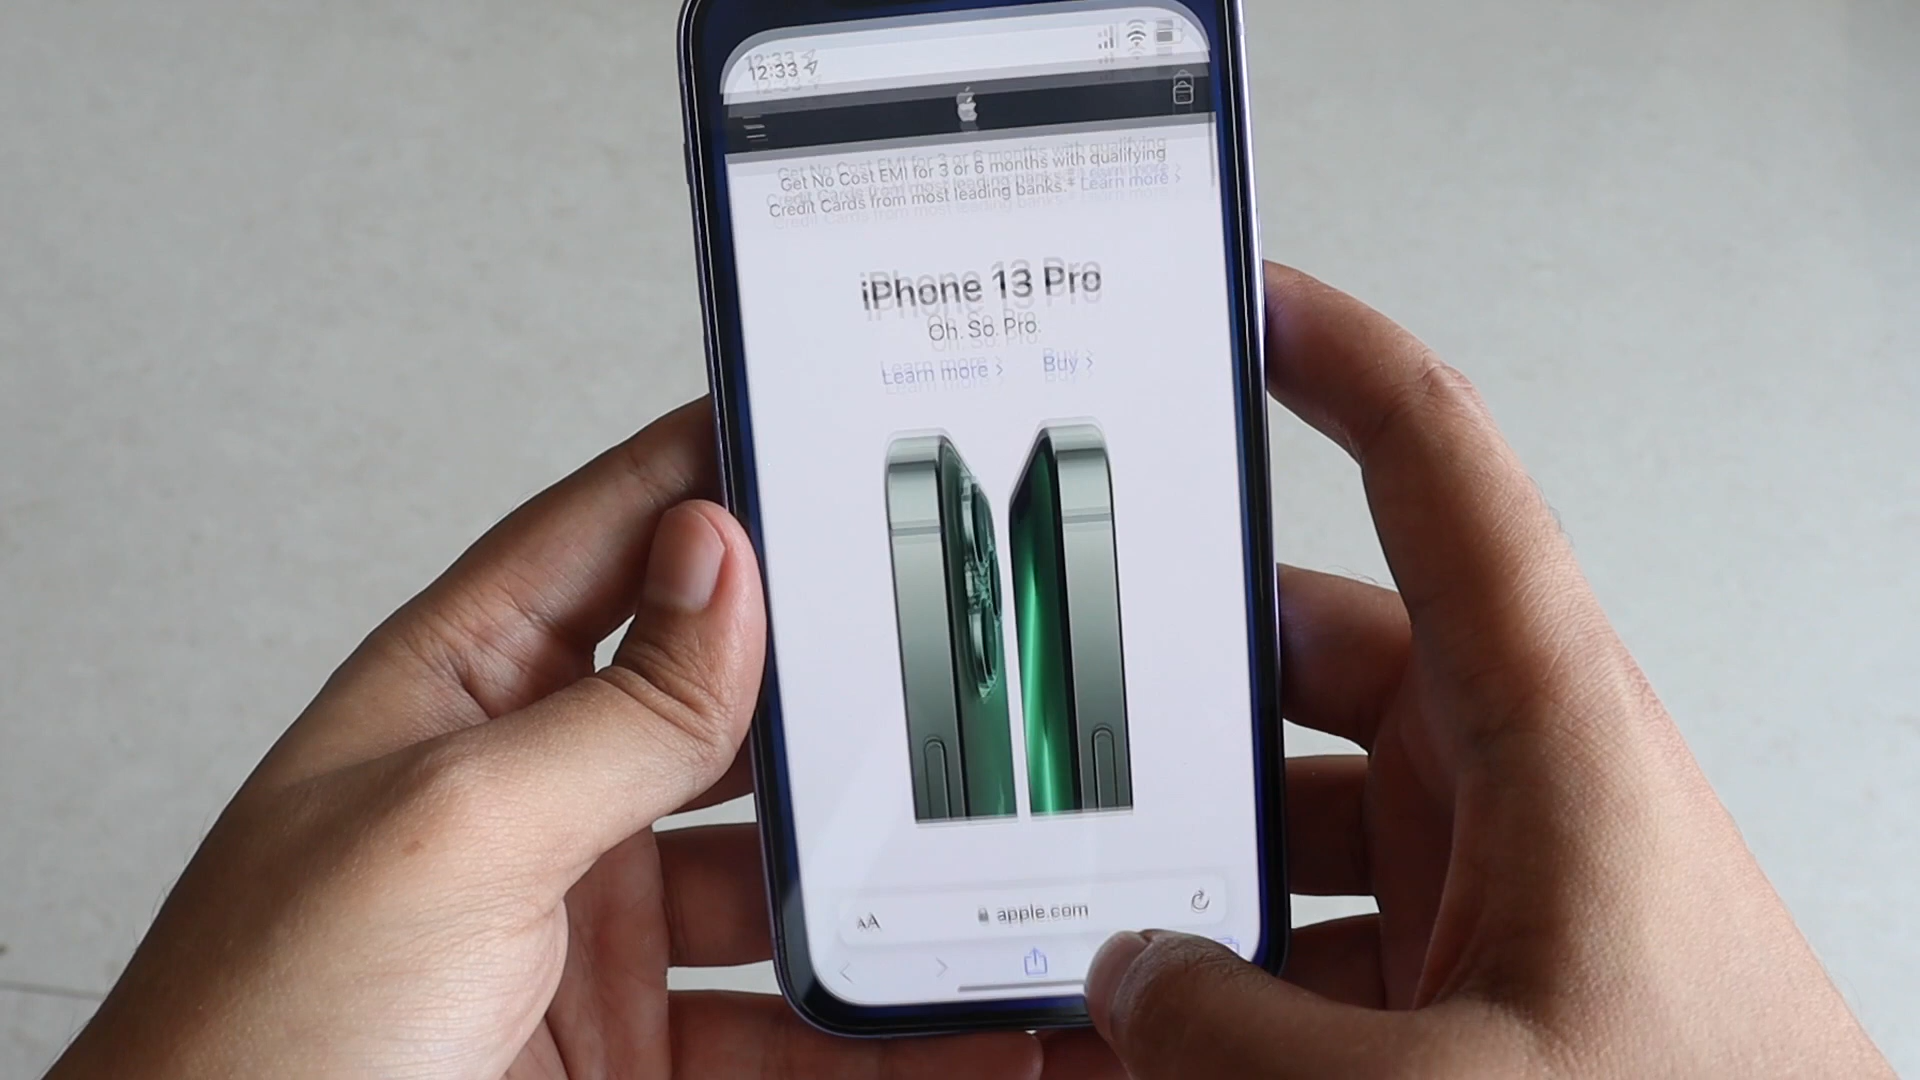 12:33
Get No Cost EMI for 3 or 6 months with qualifying
Credit Cards from most leading banks.‡ Learn more >
iPhone 13 Pro
Oh. So. Pro.
Learn more > Buy >
AA apple.com